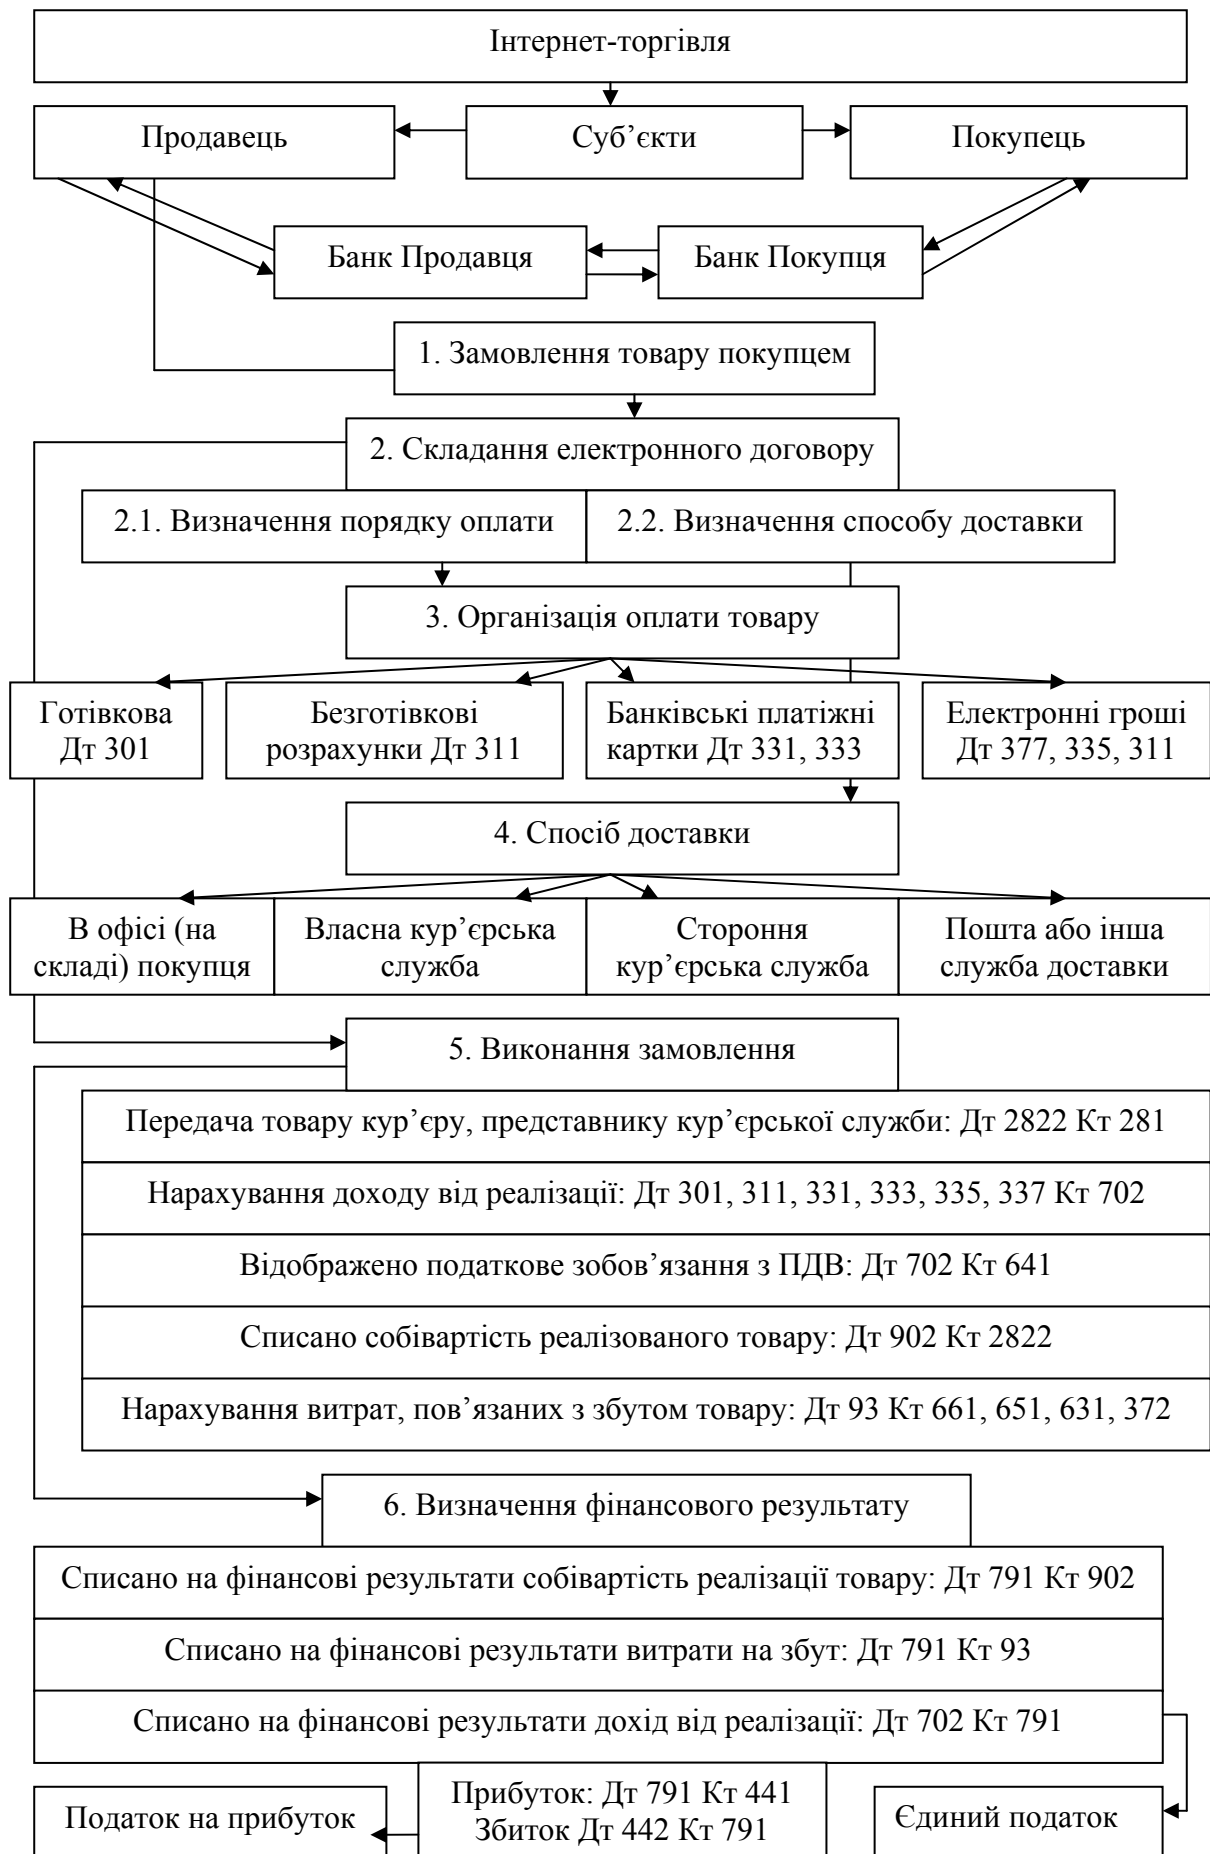 Інтернет-торгівля
Продавець
Суб’єкти
Покупець
Банк Продавця
Банк Покупця
1. Замовлення товару покупцем
2. Складання електронного договору
2.1. Визначення порядку оплати
2.2. Визначення способу доставки
3. Організація оплати товару
Готівкова
Дт 301
Безготівкові
розрахунки Дт 311
Банківські платіжні
картки Дт 331, 333
Електронні гроші
Дт 377, 335, 311
4. Спосіб доставки
В офісі (на
складі) покупця
Власна кур’єрська
служба
Стороння
кур’єрська служба
Пошта або інша
служба доставки
5. Виконання замовлення
Передача товару кур’єру, представнику кур’єрської служби: Дт 2822 Кт 281
Нарахування доходу від реалізації: Дт 301, 311, 331, 333, 335, 337 Кт 702
Відображено податкове зобов’язання з ПДВ: Дт 702 Кт 641
Списано собівартість реалізованого товару: Дт 902 Кт 2822
Нарахування витрат, пов’язаних з збутом товару: Дт 93 Кт 661, 651, 631, 372
6. Визначення фінансового результату
Списано на фінансові результати собівартість реалізації товару: Дт 791 Кт 902
Списано на фінансові результати витрати на збут: Дт 791 Кт 93
Списано на фінансові результати дохід від реалізації: Дт 702 Кт 791
Податок на прибуток
Прибуток: Дт 791 Кт 441
Збиток Дт 442 Кт 791
Єдиний податок